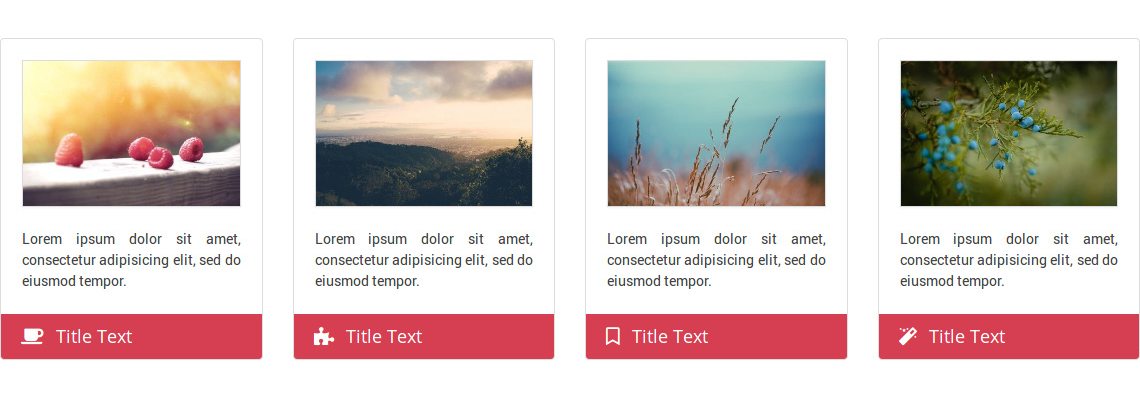 Lorem ipsum dolor sit amet,
consectetur adipisicing elit, sed do
eiusmod tempor.
Title Text
Lorem ipsum dolor sit amet,
consectetur adipisicing elit, sed do
eiusmod tempor.
Title Text
Lorem ipsum dolor sit amet,
consectetur adipisicing elit, sed do
eiusmod tempor.
Title Text
Lorem ipsum dolor sit amet,
consectetur adipisicing elit, sed do
eiusmod tempor.
Title Text